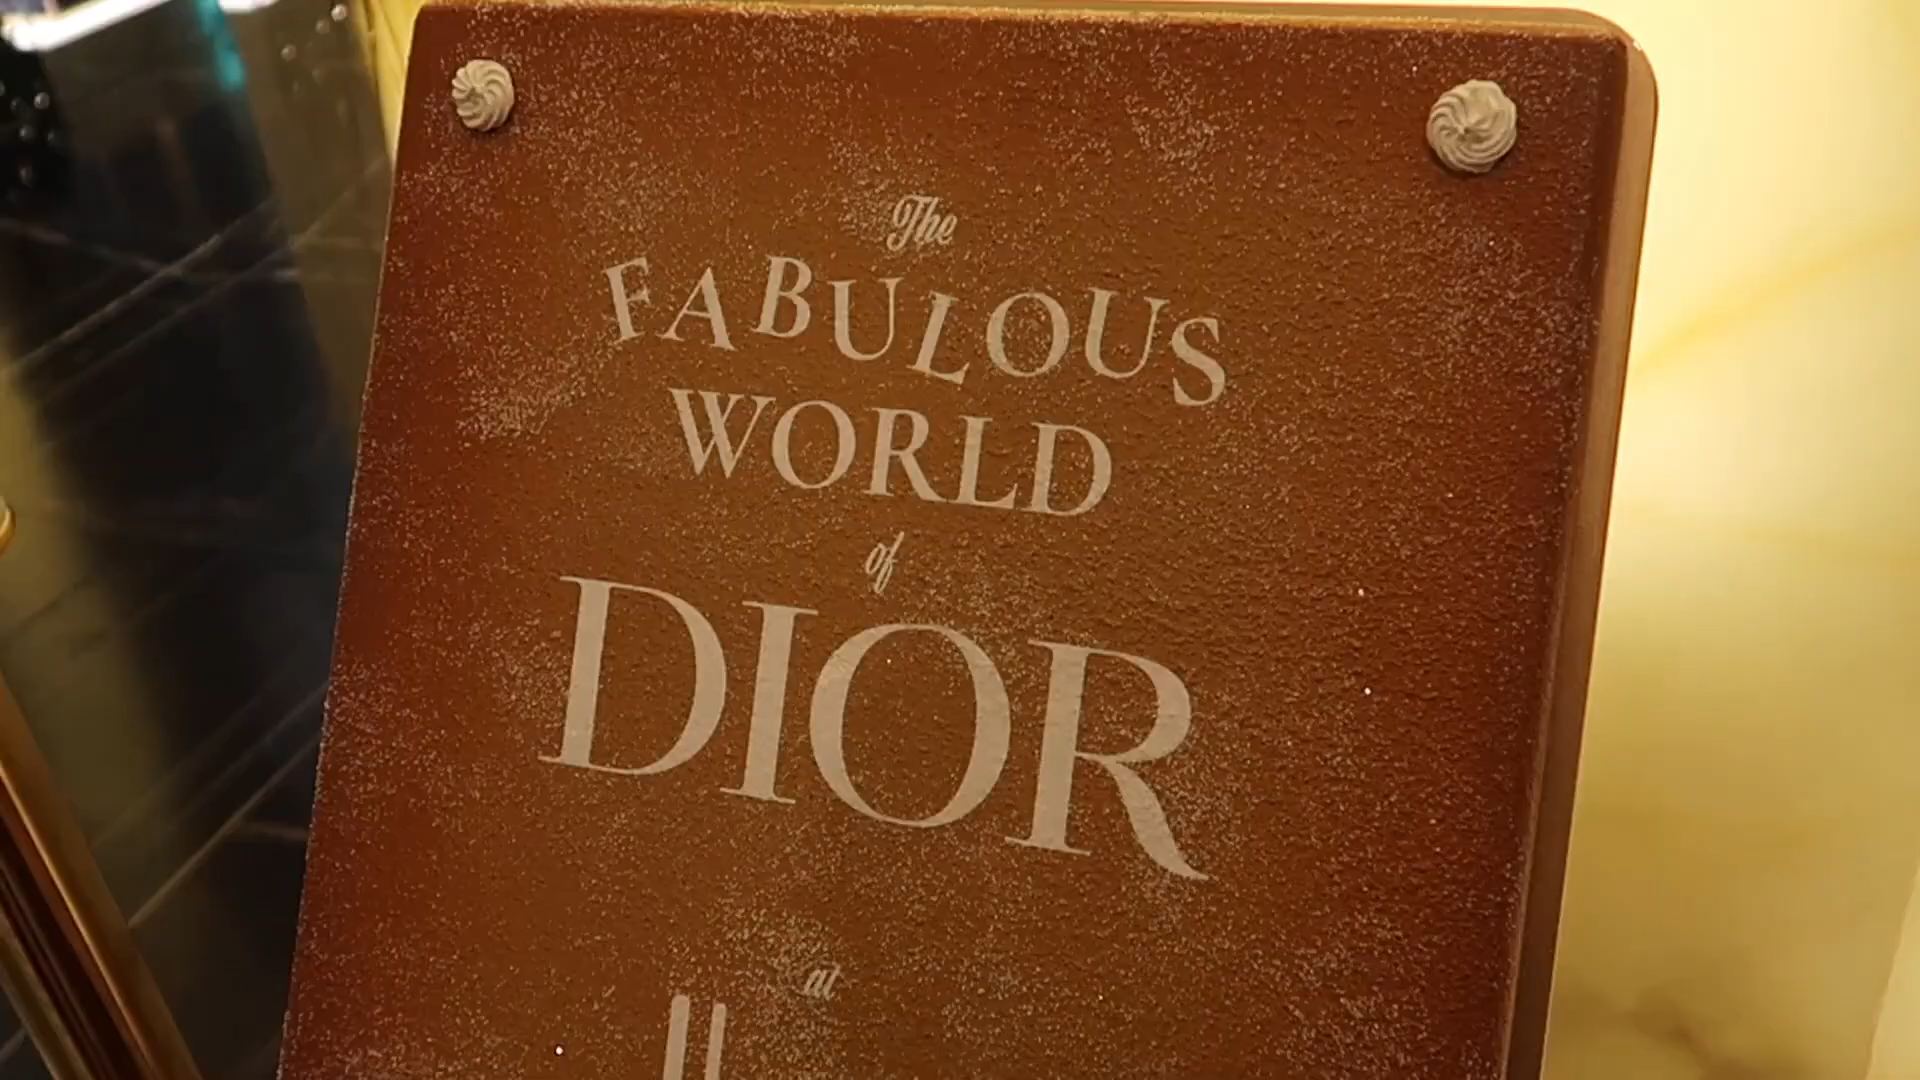 The
FABULOUS
WORLD
of
DIOR
at